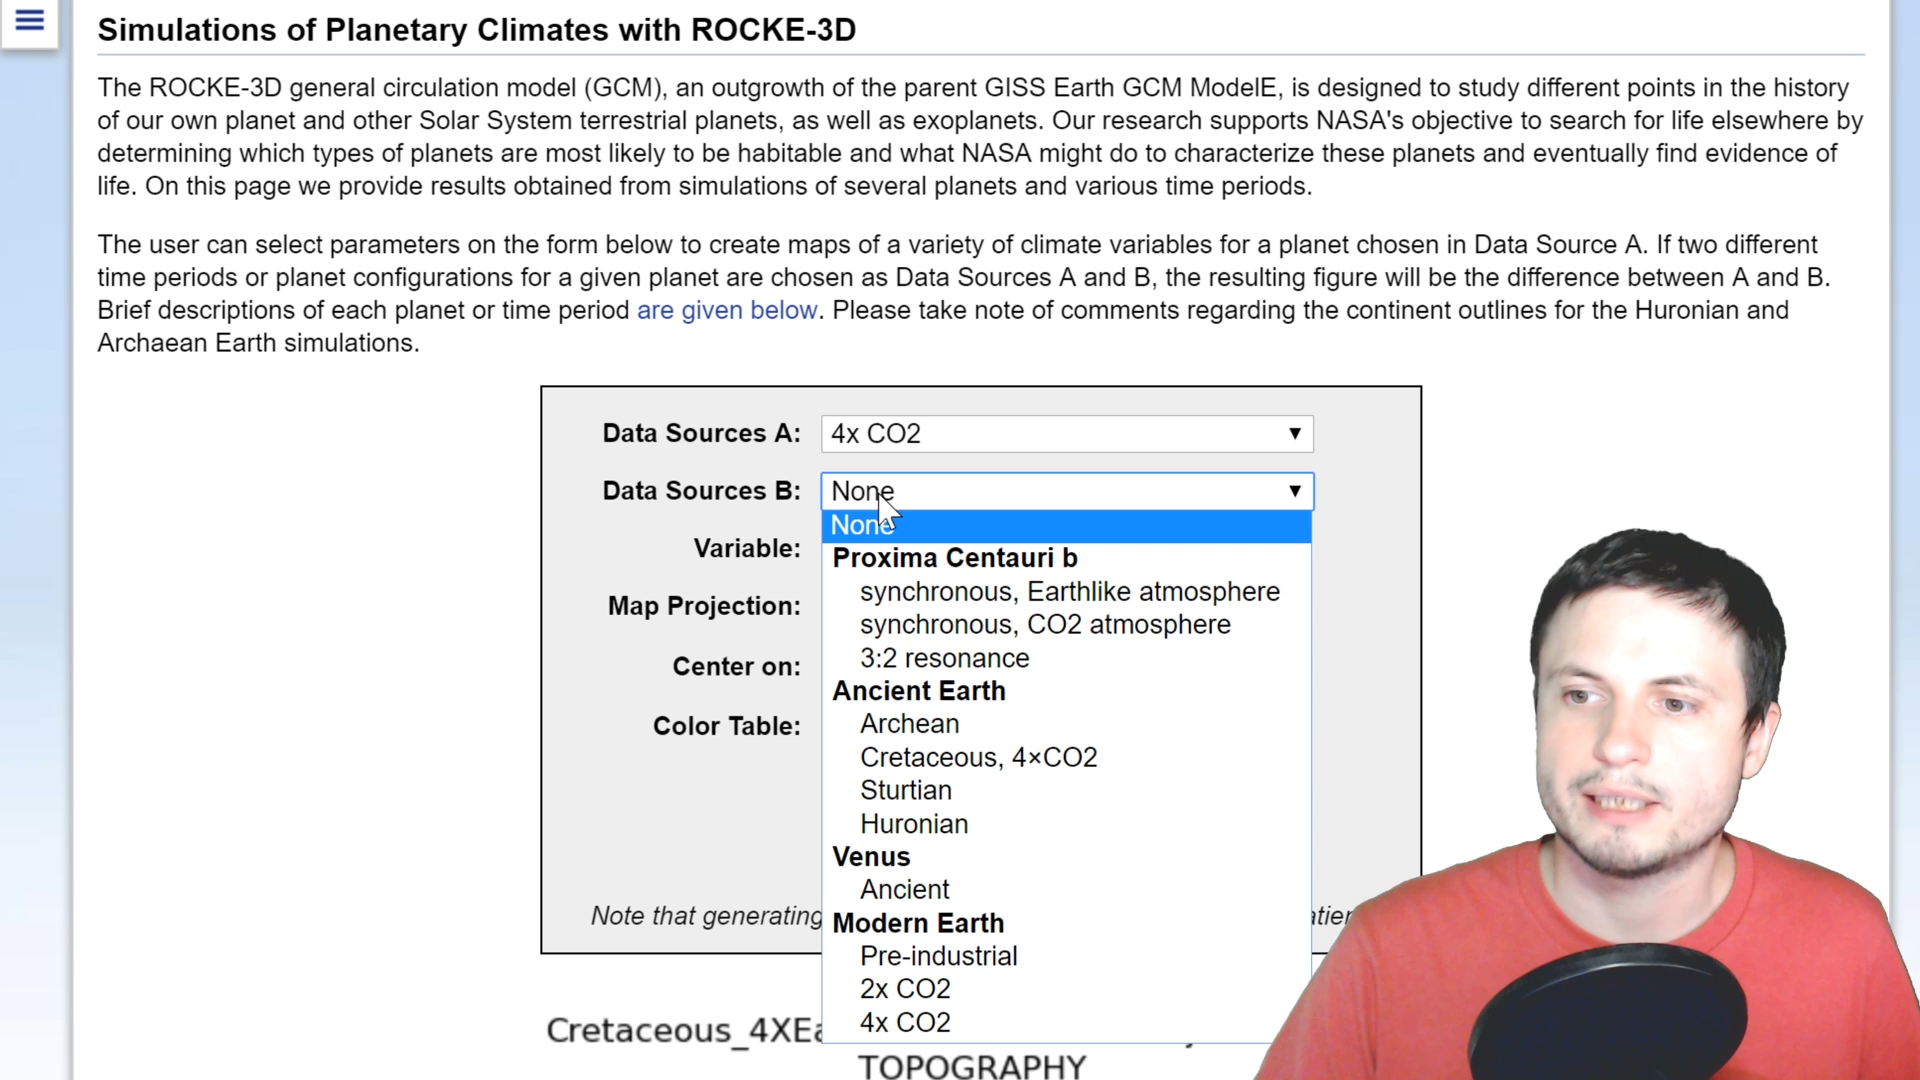 Simulations of Planetary Climates with ROCKE-3D
The ROCKE-3D general circulation model (GCM), an outgrowth of the parent GISS Earth GCM ModelE, is designed to study different points in the history
of our own planet and other Solar System terrestrial planets, as well as exoplanets. Our research supports NASA's objective to search for life elsewhere by
determining which types of planets are most likely to be habitable and what NASA might do to characterize these planets and eventually find evidence of
life. On this page we provide results obtained from simulations of several planets and various time periods.
The user can select parameters on the form below to create maps of a variety of climate variables for a planet chosen in Data Source A. If two different
time periods or planet configurations for a given planet are chosen as Data Sources A and B, the resulting figure will be the difference between A and B.
Brief descriptions of each planet or time period are given below. Please take note of comments regarding the continent outlines for the Huronian and
Archaean Earth simulations.
Data Sources A: 4x CO2
Data Sources B: None
None
Variable:
Proxima Centauri b
synchronous, Earthlike atmosphere
Map Projection:
synchronous, CO2 atmosphere
Center on:
3:2 resonance
Ancient Earth
Color Table:
Archean
Cretaceous, 4×CO2
Sturtian
Huronian
Venus
Ancient
Note that generating
Modern Earth
Pre-industrial
2x CO2
4x CO2
Cretaceous_4XEa
TOPOGRAPHY